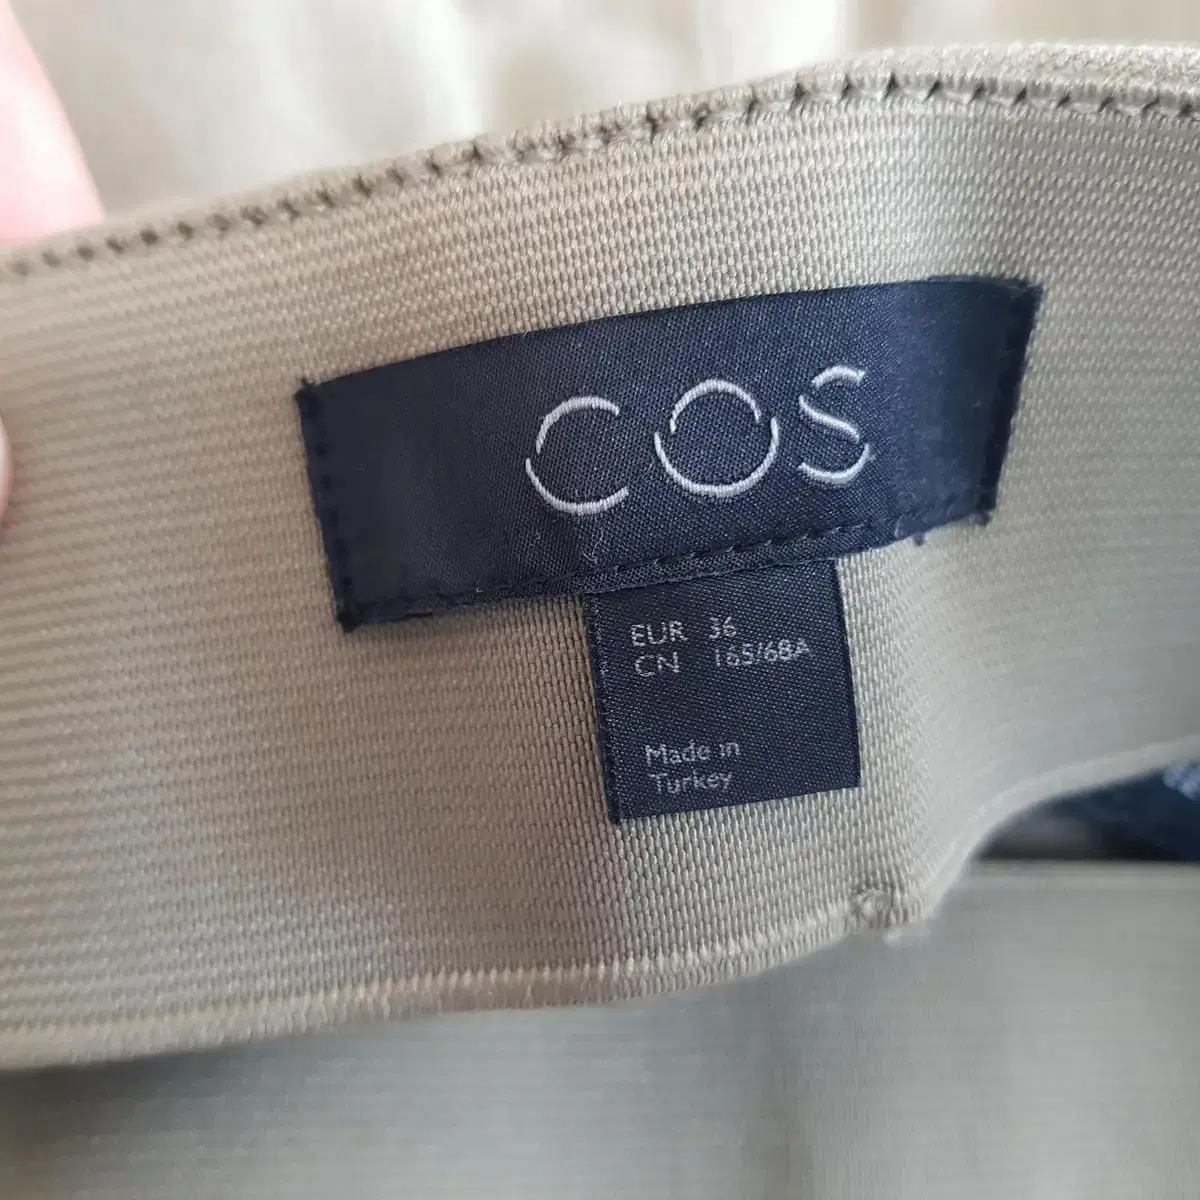 COS
EUR 36
CN 165/68A
Made in
Turkey